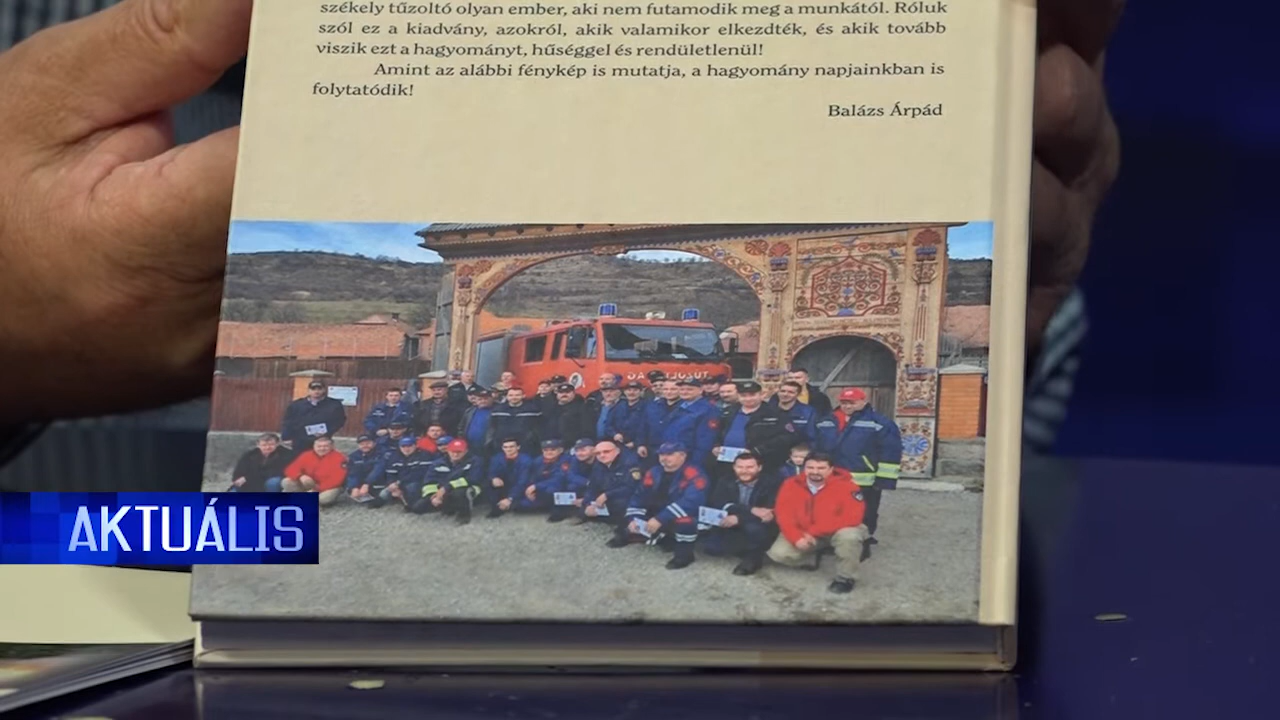 székely tűzoltó olyan ember, aki nem futamodik meg a munkától. Róluk
szól ez a kiadvány, azokról, akik valamikor elkezdték, és akik tovább
viszik ezt a hagyományt, hűséggel és rendületlenül!
Amint az alábbi fénykép is mutatja, a hagyomány napjainkban is
folytatódik!
Balázs Árpád
AKTUÁLIS